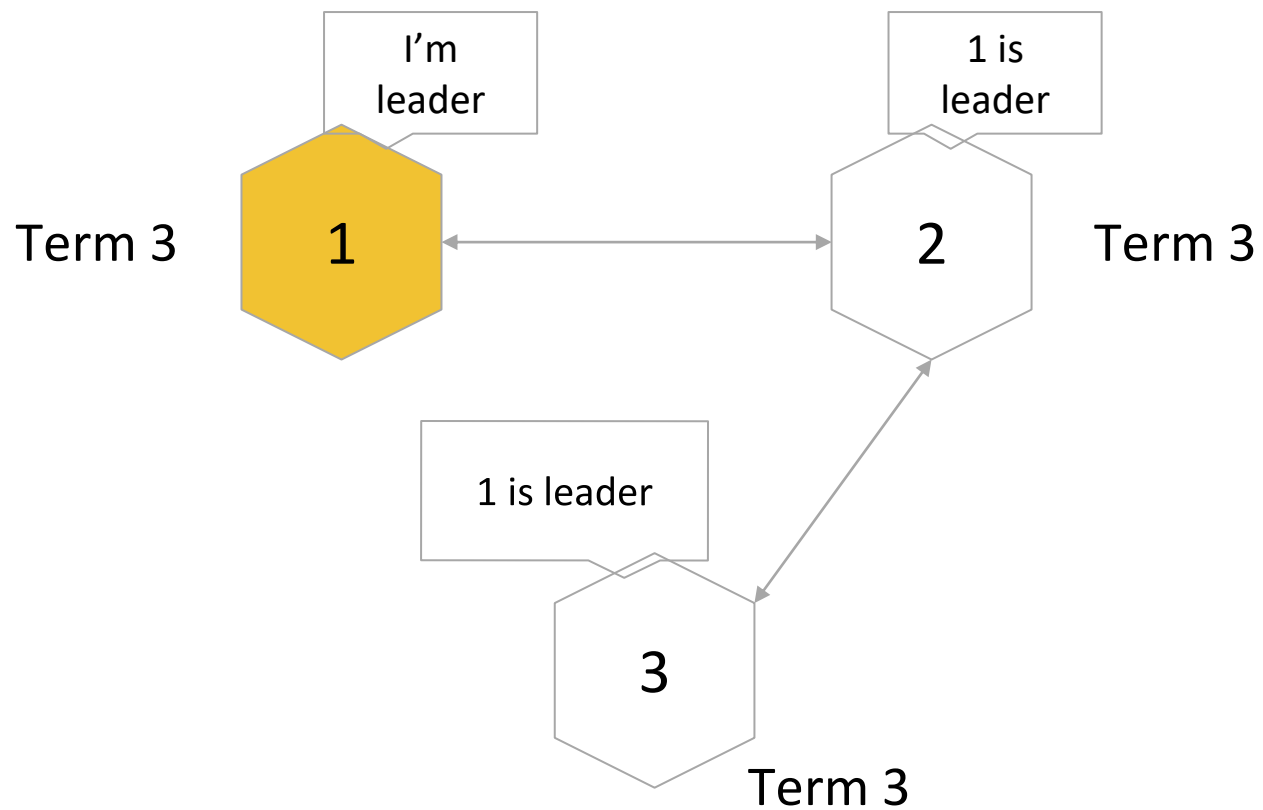 I’m
leader
1 is
leader
Term 3
1
2
Term 3
1 is leader
3
Term 3